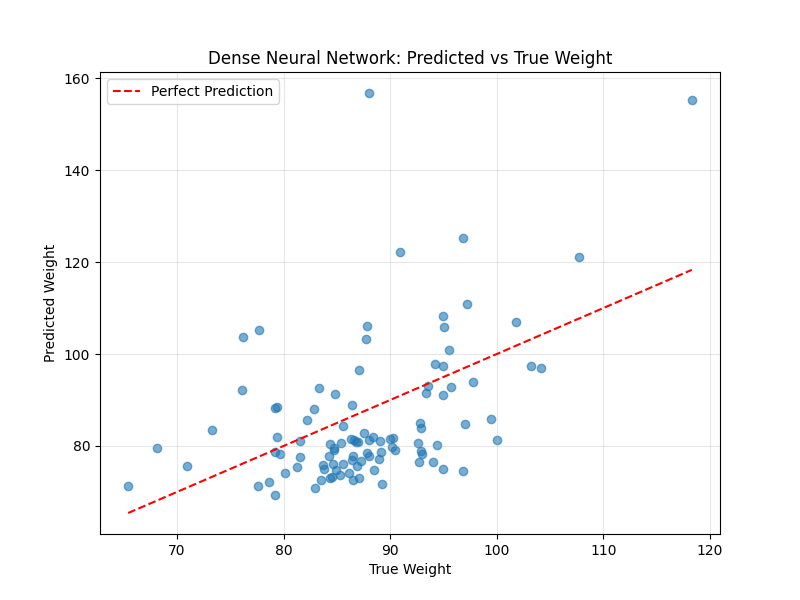 Dense Neural Network: Predicted vs True Weight
Perfect Prediction
160
140
120
100
80
Predicted Weight
70
80
90
100
110
120
True Weight